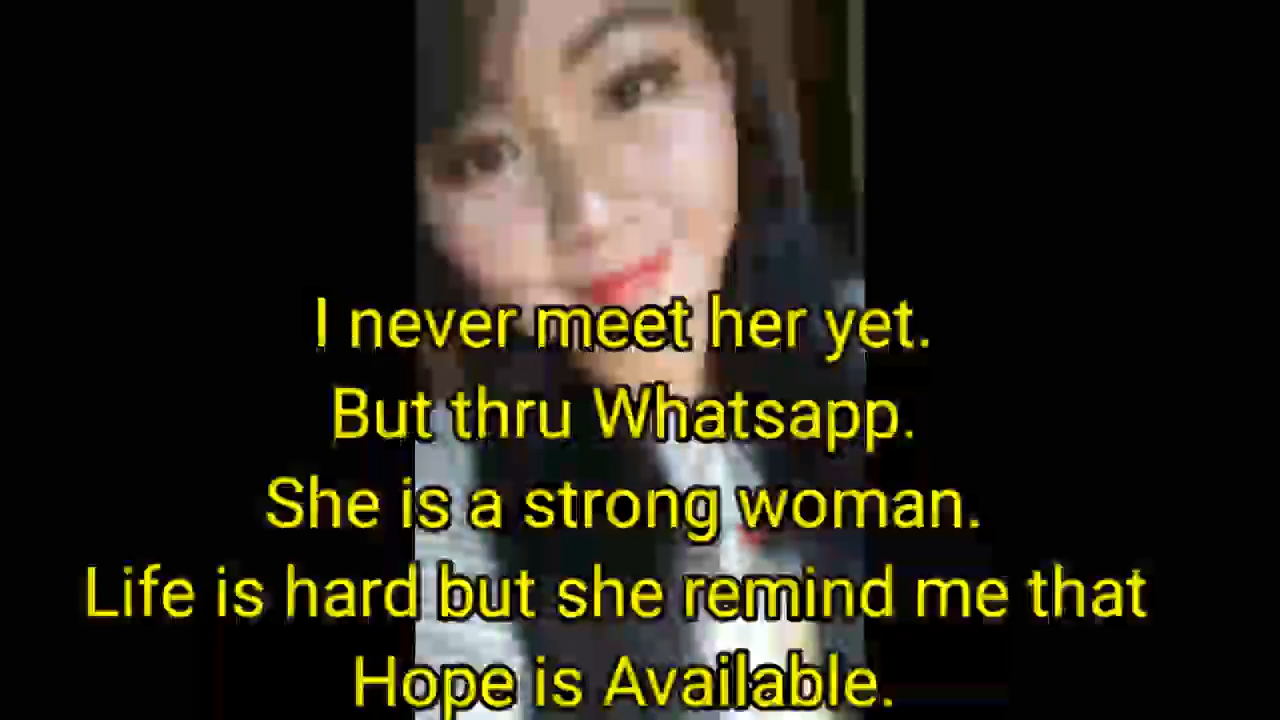 I never meet her yet.
But thru Whatsapp.
She is a strong woman.
Life is hard but she remind me that
Hope is Available.